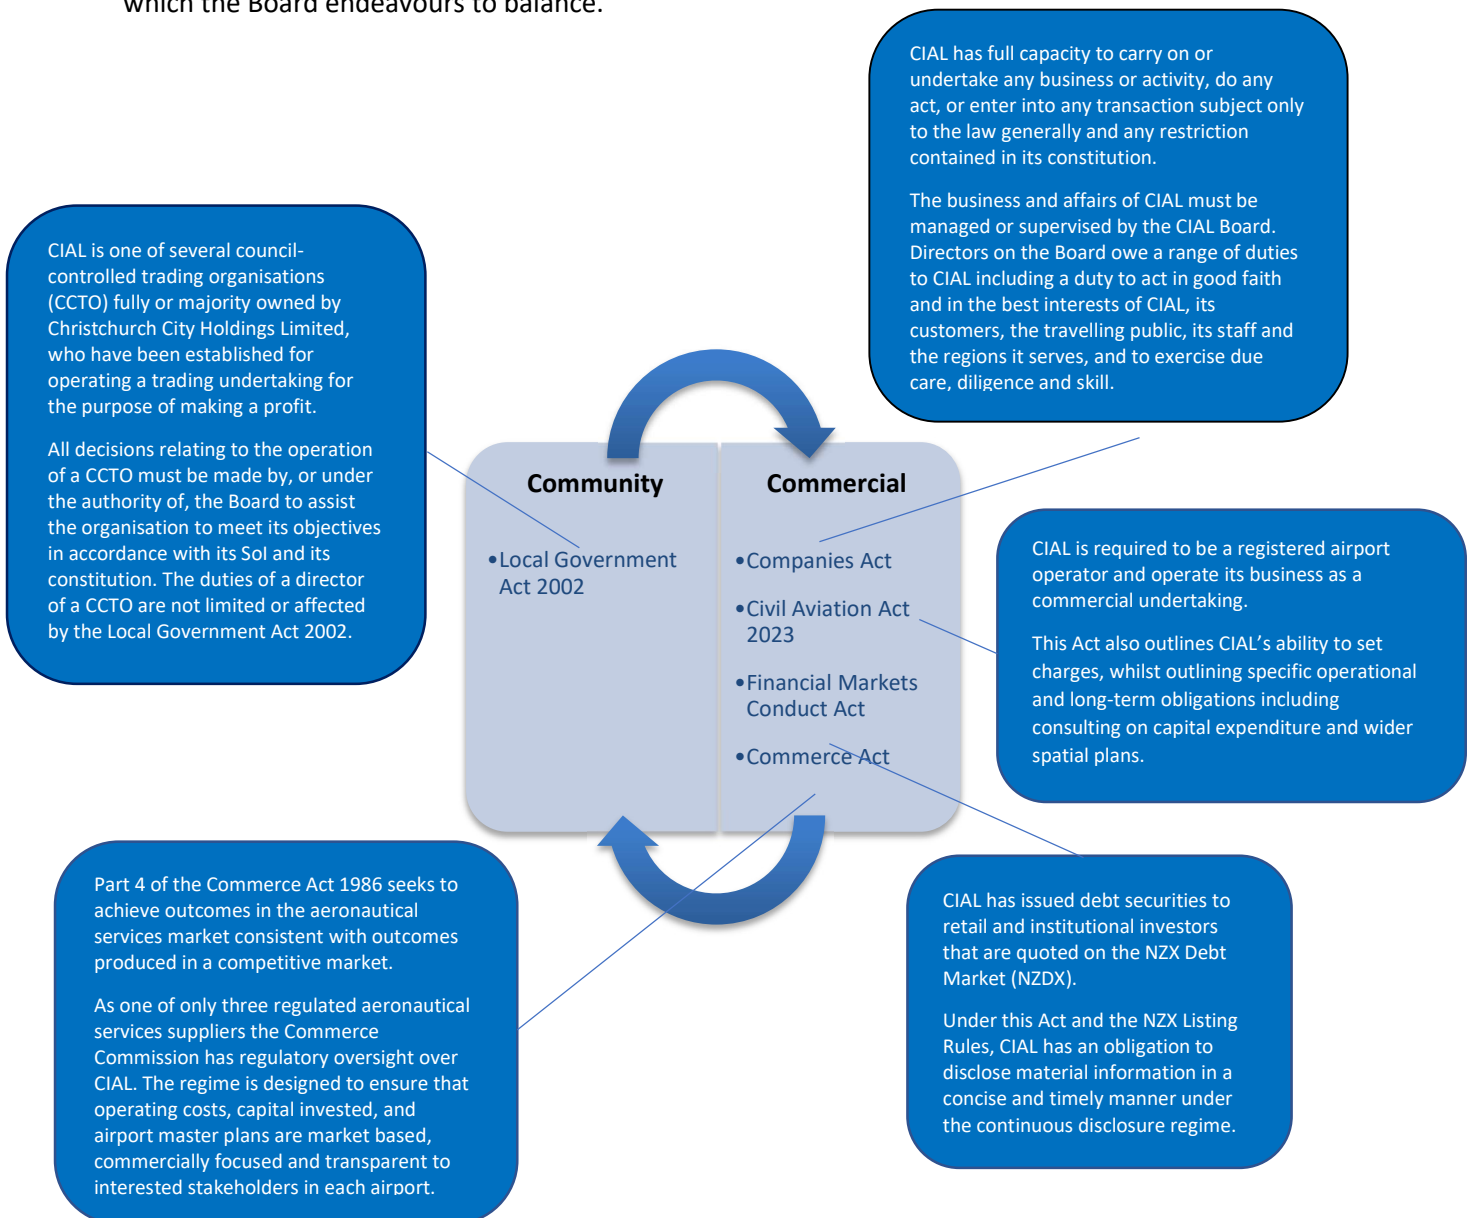 which the Board endeavours to balance.
CIAL has full capacity to carry on or
undertake any business or activity, do any
act, or enter into any transaction subject only
to the law generally and any restriction
contained in its constitution.
The business and affairs of CIAL must be
managed or supervised by the CIAL Board.
Directors on the Board owe a range of duties
to CIAL including a duty to act in good faith
and in the best interests of CIAL, its
customers, the travelling public, its staff and
the regions it serves, and to exercise due
care, diligence and skill.
CIAL is one of several council-
controlled trading organisations
(CCTO) fully or majority owned by
Christchurch City Holdings Limited,
who have been established for
operating a trading undertaking for
the purpose of making a profit.
All decisions relating to the operation
of a CCTO must be made by, or under
the authority of, the Board to assist
the organisation to meet its objectives
in accordance with its SoI and its
constitution. The duties of a director
of a CCTO are not limited or affected
by the Local Government Act 2002.
Community
•Local Government
Act 2002
Commercial
•Companies Act
•Civil Aviation Act
2023
•Financial Markets
Conduct Act
•Commerce Act
CIAL is required to be a registered airport
operator and operate its business as a
commercial undertaking.
This Act also outlines CIAL’s ability to set
charges, whilst outlining specific operational
and long-term obligations including
consulting on capital expenditure and wider
spatial plans.
Part 4 of the Commerce Act 1986 seeks to
achieve outcomes in the aeronautical
services market consistent with outcomes
produced in a competitive market.
As one of only three regulated aeronautical
services suppliers the Commerce
Commission has regulatory oversight over
CIAL. The regime is designed to ensure that
operating costs, capital invested, and
airport master plans are market based,
commercially focused and transparent to
interested stakeholders in each airport.
CIAL has issued debt securities to
retail and institutional investors
that are quoted on the NZX Debt
Market (NZDX).
Under this Act and the NZX Listing
Rules, CIAL has an obligation to
disclose material information in a
concise and timely manner under
the continuous disclosure regime.